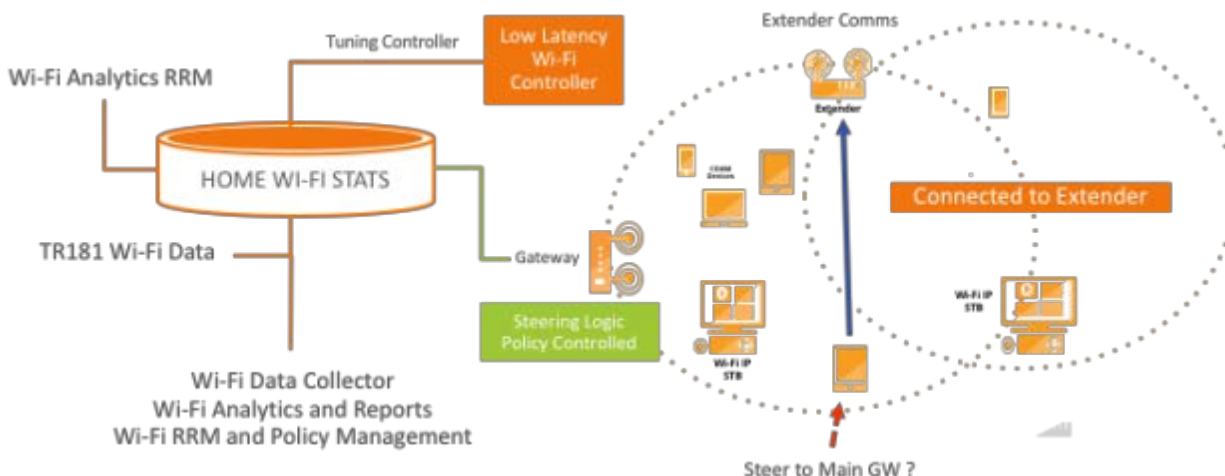 Extender Comms
Tuning Controller
Low Latency
Wi-Fi
Controller
Wi-Fi Analytics RRM
Extender
HOME WI-FI STATS
Devices
Connected to Extender
TR181 Wi-Fi Data
Gateway
Steering Logic
Policy Controlled
Wi-Fi IP
STB
Wi-Fi IP
STB
Wi-Fi Data Collector
Wi-Fi Analytics and Reports
Wi-Fi RRM and Policy Management
Steer to Main GW ?